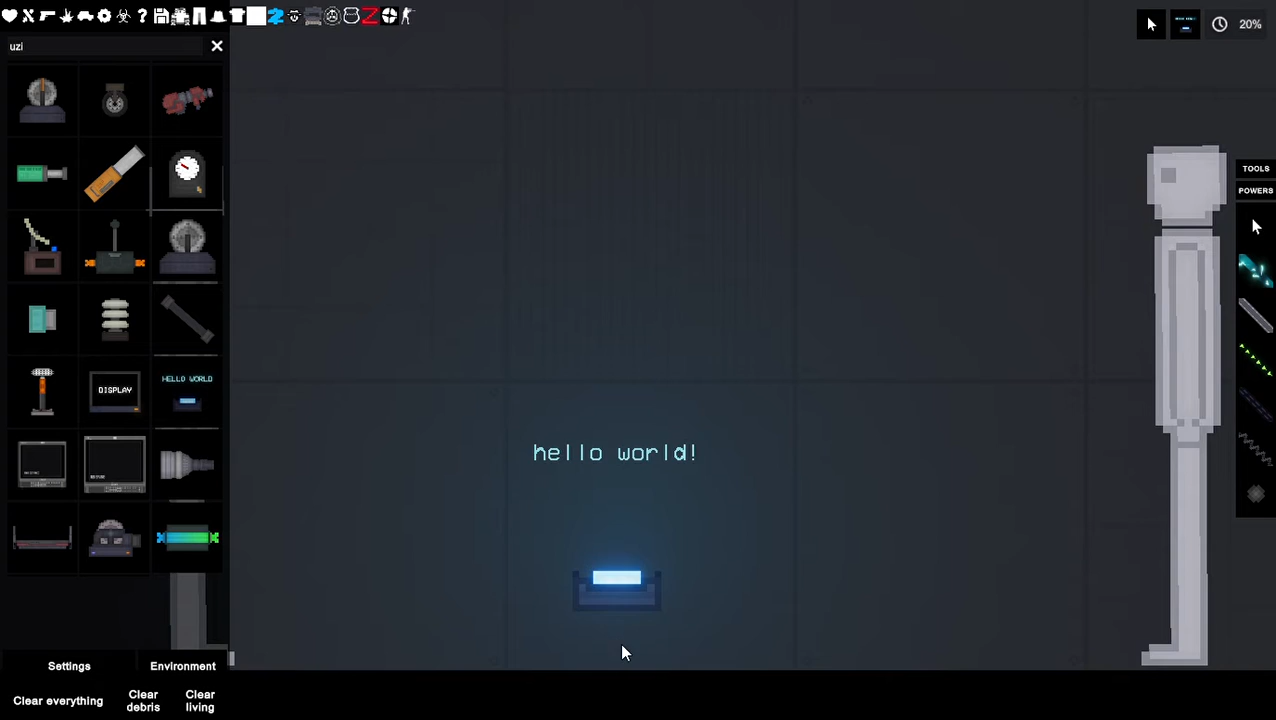 20%
uzi
TOOLS
POWERS
DISPLAY
HELLO WORLD
hello world!
Settings
Environment
Clear everything
Clear debris
Clear living